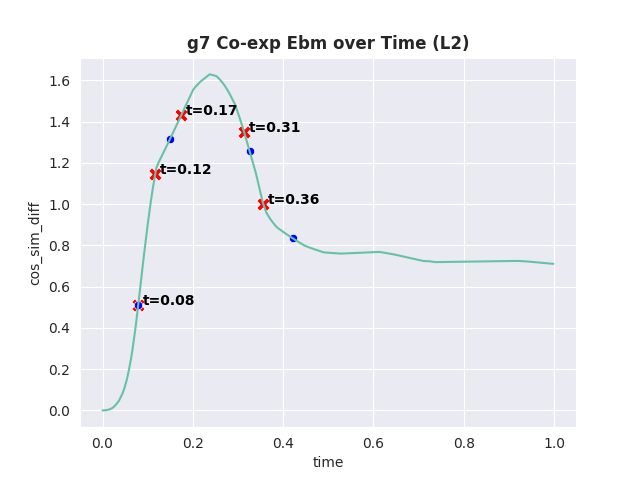 g7 Co-exp Ebm over Time (L2)
1.6
1.4
1.2
1.0
0.8
0.6
0.4
0.2
0.0
cos_sim_diff
t=0.17
t=0.31
t=0.12
t=0.36
t=0.08
0.0 0.2 0.4 0.6 0.8 1.0
time